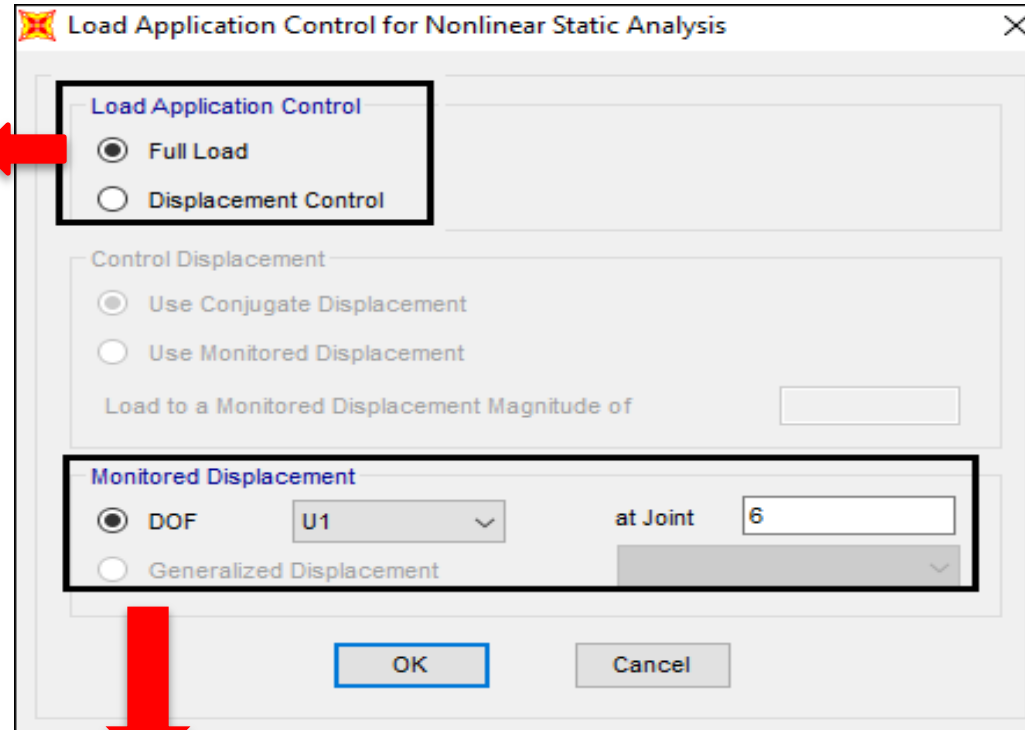 Load Application Control for Nonlinear Static Analysis
Load Application Control
Full Load
Displacement Control
Control Displacement
Use Conjugate Displacement
Use Monitored Displacement
Load to a Monitored Displacement Magnitude of
Monitored Displacement
DOF U1 at Joint 6
Generalized Displacement
OK Cancel